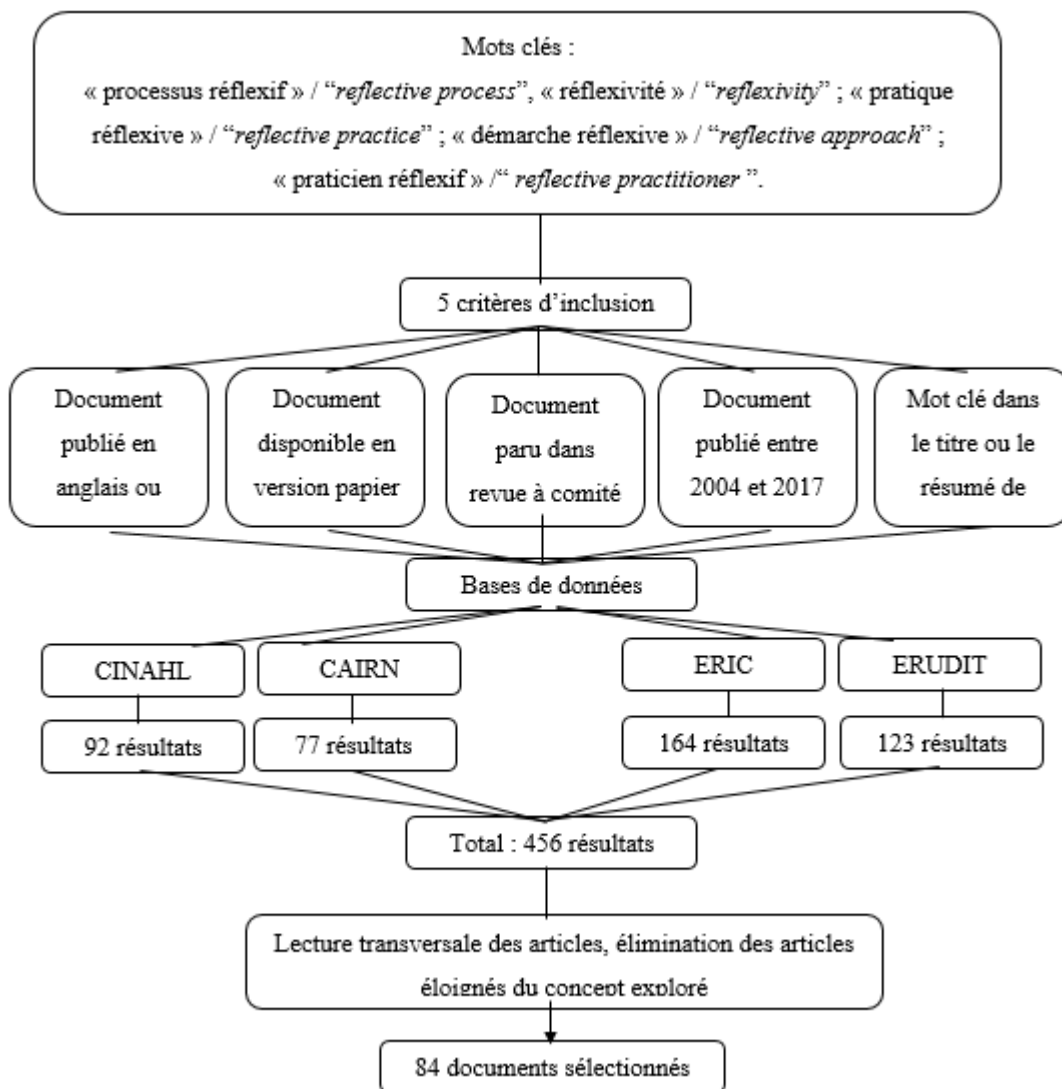 Mots clés :
« processus réflexif » / “reflective process”, « réflexivité » / “reflexivity” ; « pratique
réflexive » / “reflective practice” ; « démarche réflexive » / “reflective approach” ;
« praticien réflexif » /“ reflective practitioner ”.
5 critères d’inclusion
Document
publié en
anglais ou
Document
disponible en
version papier
Document
paru dans
revue à comité
Document
publié entre
2004 et 2017
Mot clé dans
le titre ou le
résumé de
Bases de données
CINAHL
CAIRN
ERIC
ERUDIT
92 résultats
77 résultats
164 résultats
123 résultats
Total : 456 résultats
Lecture transversale des articles, élimination des articles
éloignés du concept exploré
84 documents sélectionnés